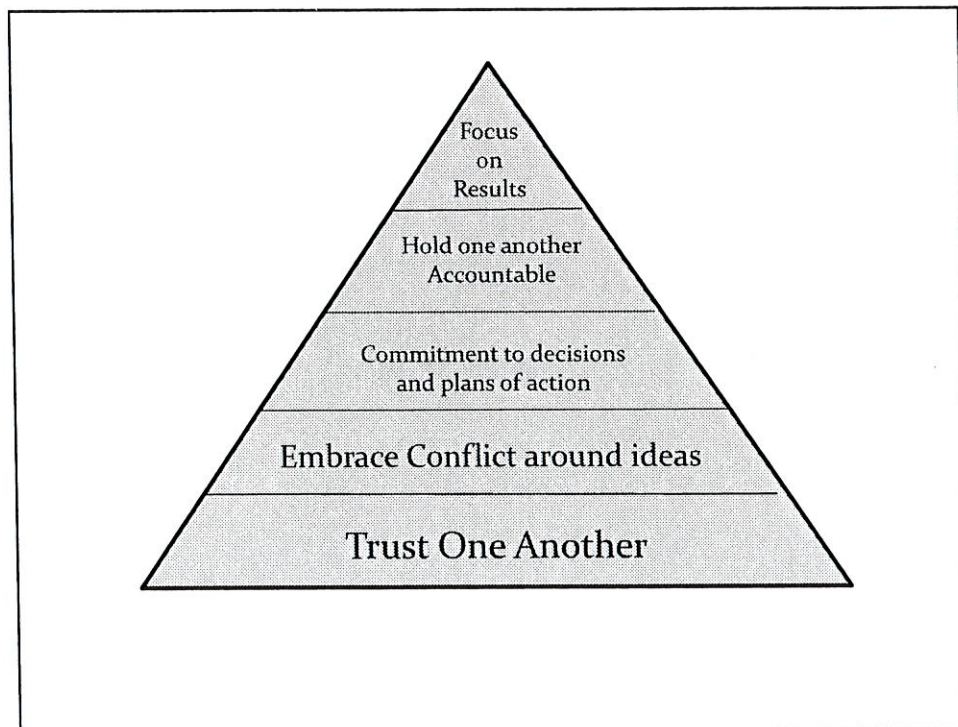 Focus
on
Results
Hold one another
Accountable
Commitment to decisions
and plans of action
Embrace Conflict around ideas
Trust One Another